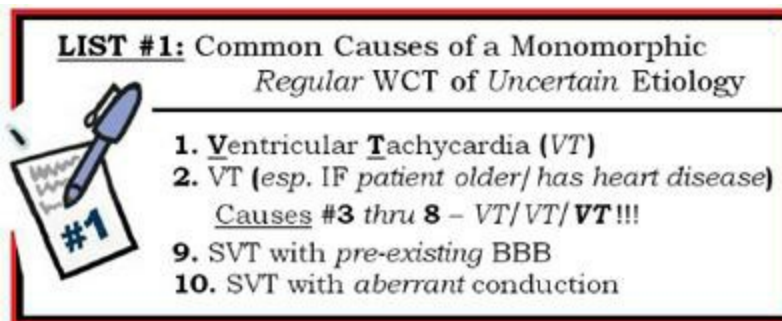 LIST #1: Common Causes of a Monomorphic
Regular WCT of Uncertain Etiology
1. Ventricular Tachycardia (VT)
2. VT (esp. IF patient older/has heart disease)
Causes #3 thru 8 – VT/VT/VT!!!
9. SVT with pre-existing BBB
10. SVT with aberrant conduction
#1